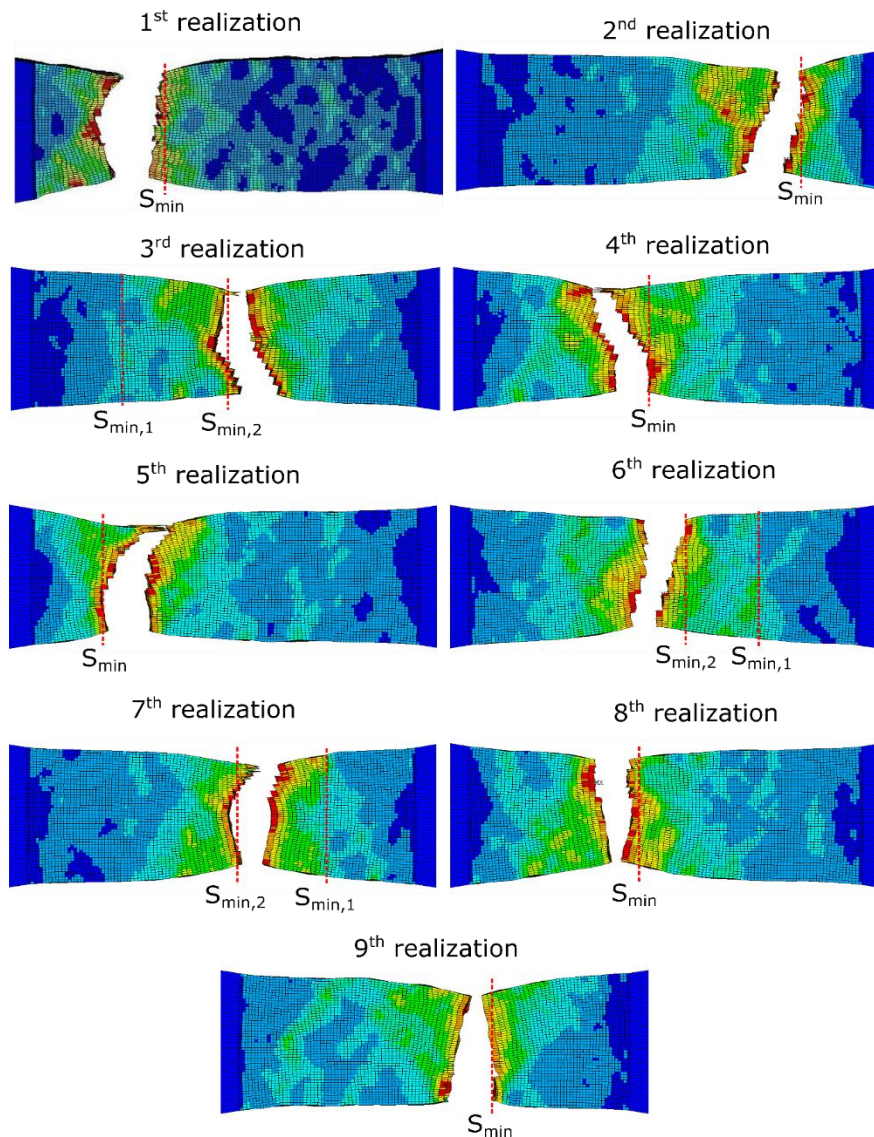 1st realization
2nd realization
Smin
Smin
3rd realization
4th realization
Smin,1
Smin,2
Smin
5th realization
6th realization
Smin
Smin,2
Smin,1
7th realization
8th realization
Smin,2
Smin,1
Smin
9th realization
Smin